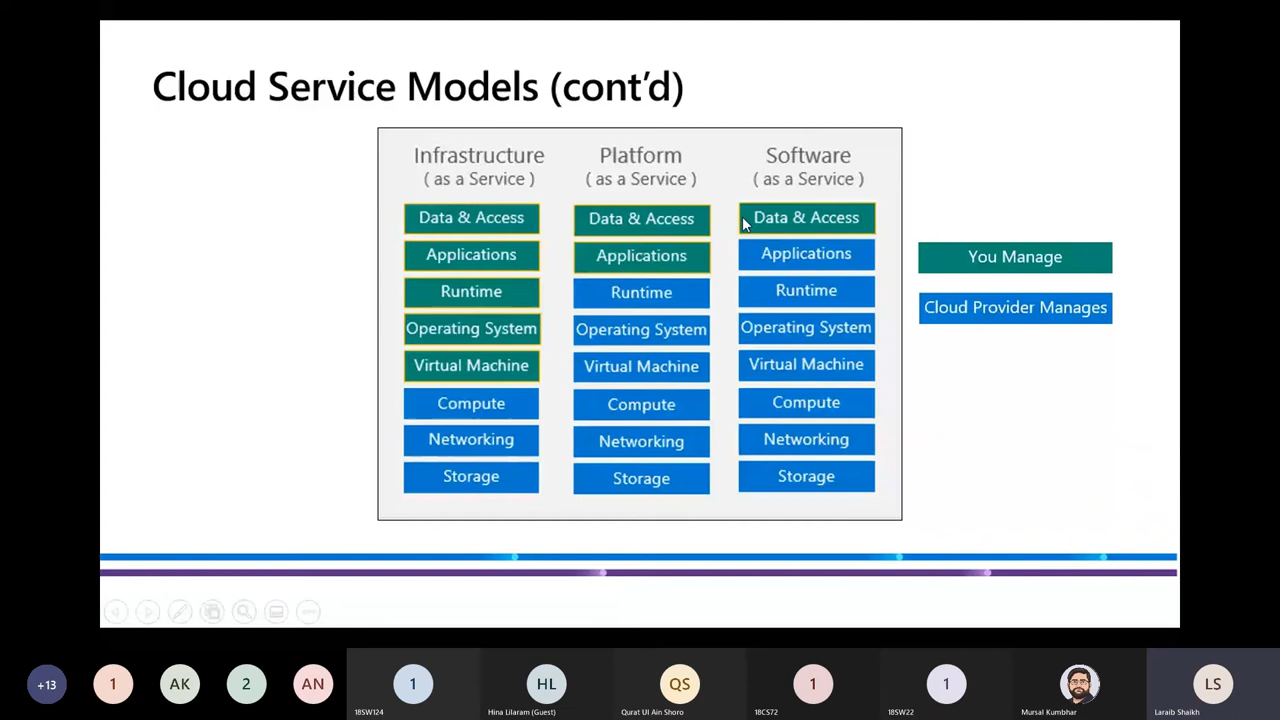 Cloud Service Models (cont'd)
Infrastructure
( as a Service )
Data & Access
Applications
Runtime
Operating System
Virtual Machine
Compute
Networking
Storage
Platform
( as a Service )
Data & Access
Applications
Runtime
Operating System
Virtual Machine
Compute
Networking
Storage
Software
( as a Service )
Data & Access
Applications
Runtime
Operating System
Virtual Machine
Compute
Networking
Storage
You Manage
Cloud Provider Manages
+13
1
AK
2
AN
1
18SW124
HL
Hina Lilaram (Guest)
QS
Qurat Ul Ain Shoro
1
18CS72
1
18SW22
Mursal Kumbhar
LS
Laraib Shaikh